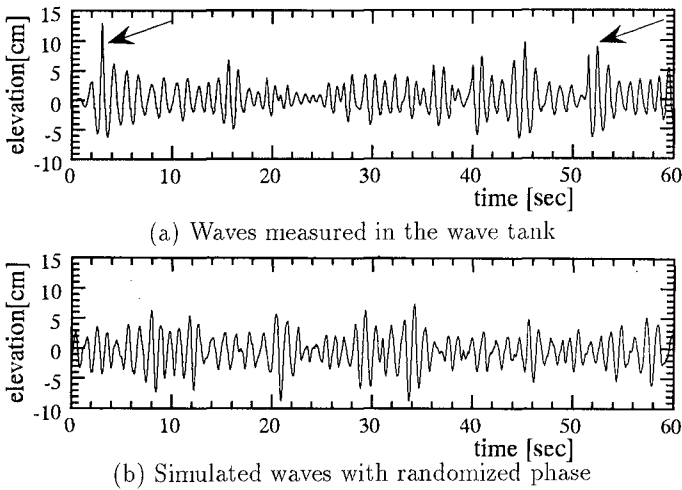 15
10
5
0
-5
-10
elevation[cm]
0 10 20 30 40 50 60
time [sec]
(a) Waves measured in the wave tank
15
10
5
0
-5
-10
elevation[cm]
0 10 20 30 40 50 60
time [sec]
(b) Simulated waves with randomized phase